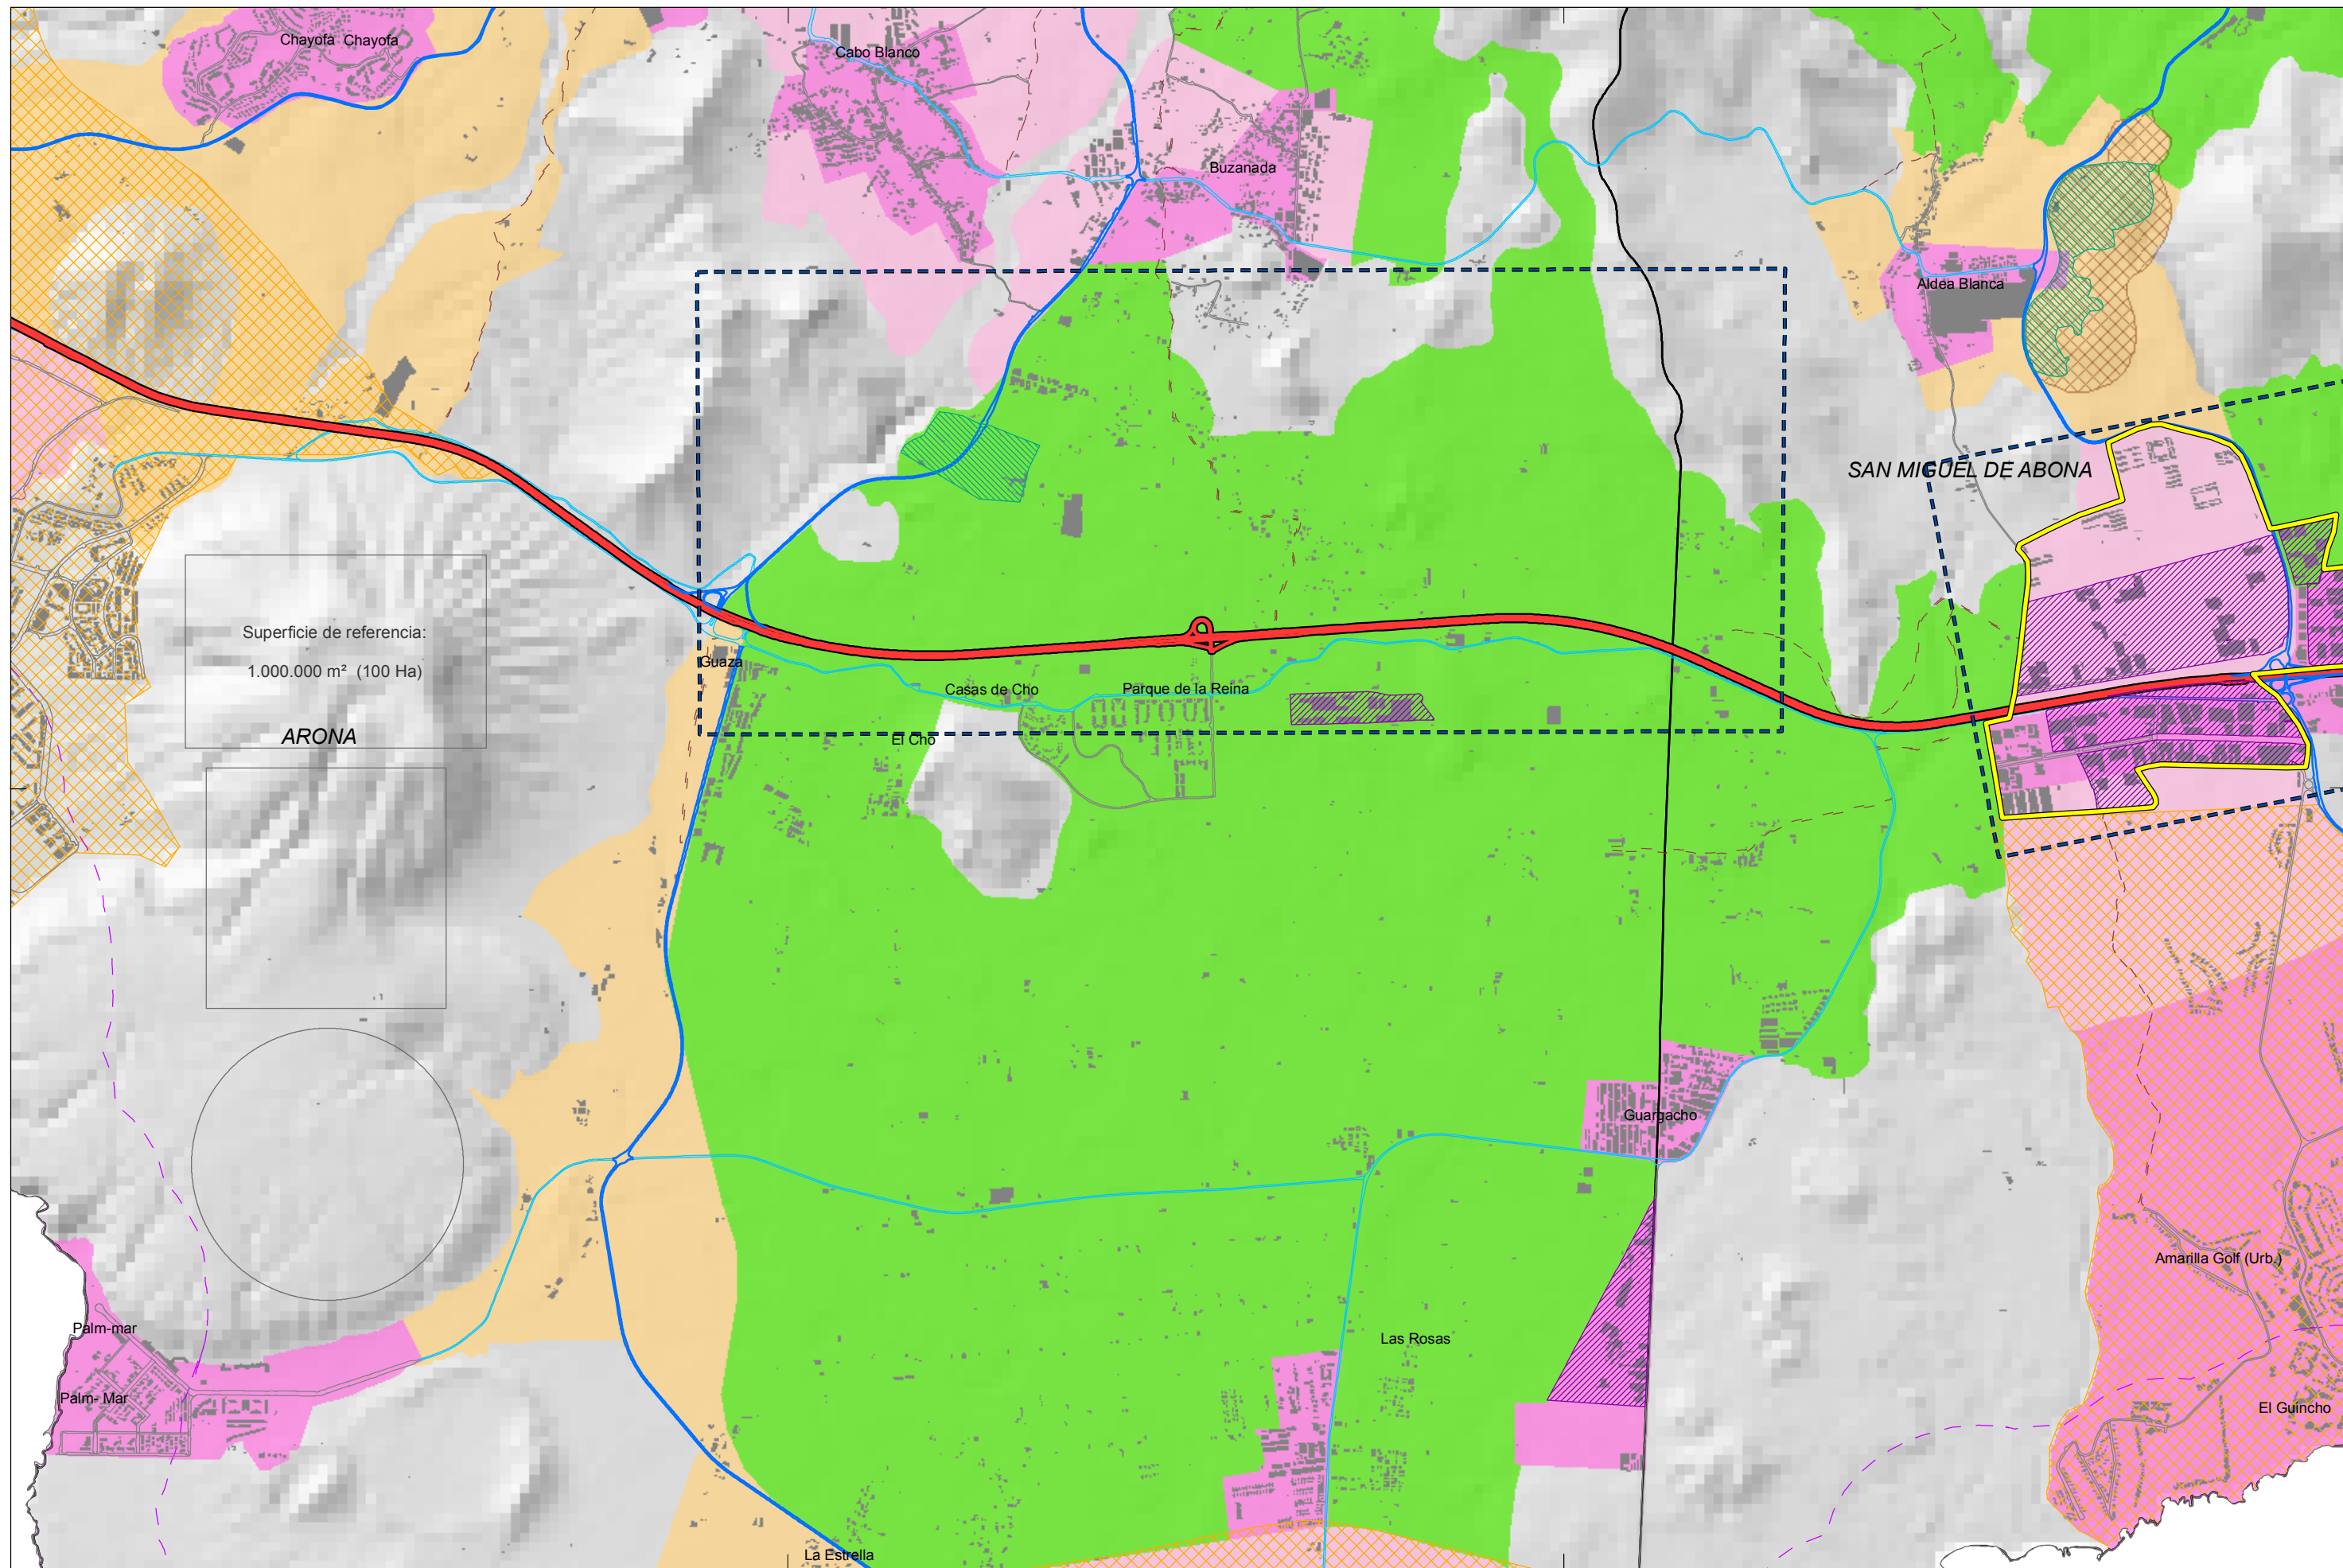 Chayofa Chayofa
Cabo Blanco
Buzanada
Aldea Blanca
SAN MIGUEL DE ABONA
Superficie de referencia:
1.000.000 m² (100 Ha)
Guaza
Casas de Cho
Parque de la Reina
ARONA
El Cho
Guargacho
Amarilla Golf (Urb.)
Palm-mar
Las Rosas
Palm- Mar
El Guincho
La Estrella